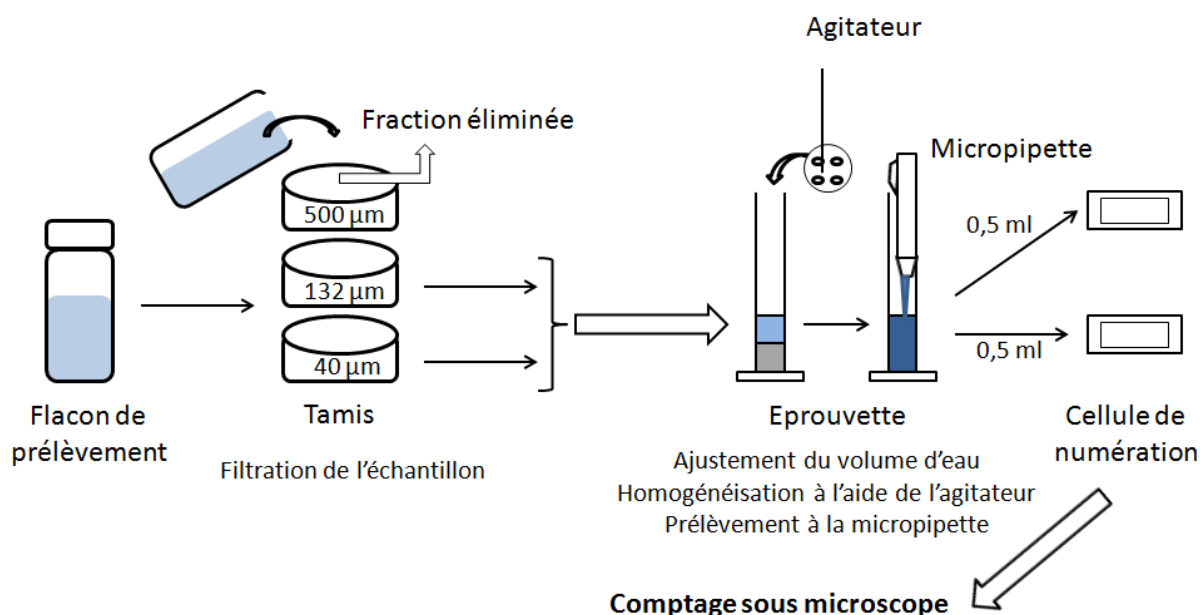 Agitateur
Fraction éliminée
Micropipette
500 µm
0,5 ml
132 µm
40 µm
0,5 ml
Flacon de
prélèvement
Tamis
Filtration de l'échantillon
Eprouvette
Ajustement du volume d'eau
Homogénéisation à l'aide de l'agitateur
Prélèvement à la micropipette
Cellule de
numération
Comptage sous microscope